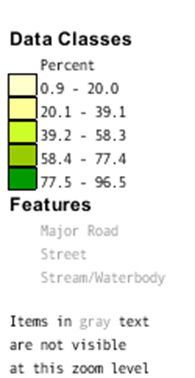 Data Classes
Percent
0.9 - 20.0
20.1 - 39.1
39.2 - 58.3
58.4 - 77.4
77.5 - 96.5
Features
Major Road
Street
Stream/Waterbody
Items in gray text
are not visible
at this zoom level